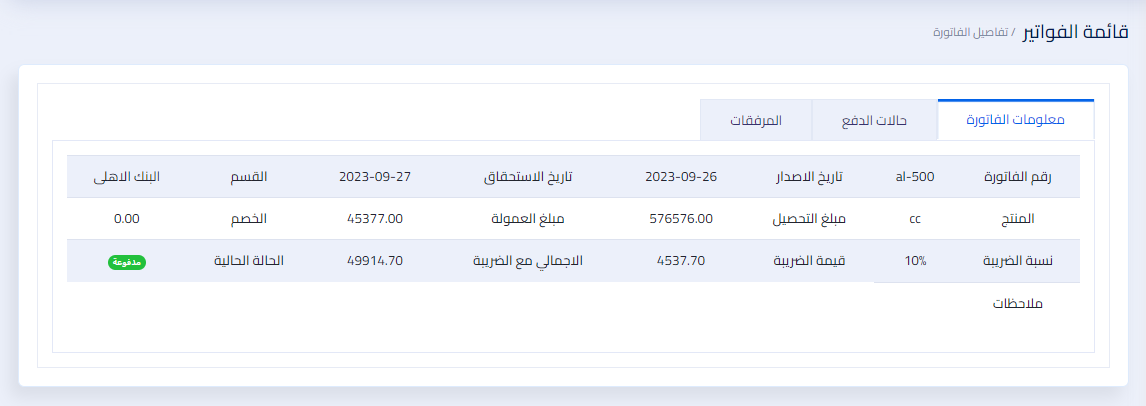 قائمة الفواتير / تفاصيل الفاتورة
معلومات الفاتورة حالات الدفع المرفقات
رقم الفاتورة al-500 تاريخ الاصدار 2023-09-26 تاريخ الاستحقاق 2023-09-27 القسم البنك الاهلى
المنتج cc مبلغ التحصيل 576576.00 مبلغ العمولة 45377.00 الخصم 0.00
نسبة الضريبة 10% قيمة الضريبة 4537.70 الاجمالي مع الضريبة 49914.70 الحالة الحالية مدفوعة
ملاحظات